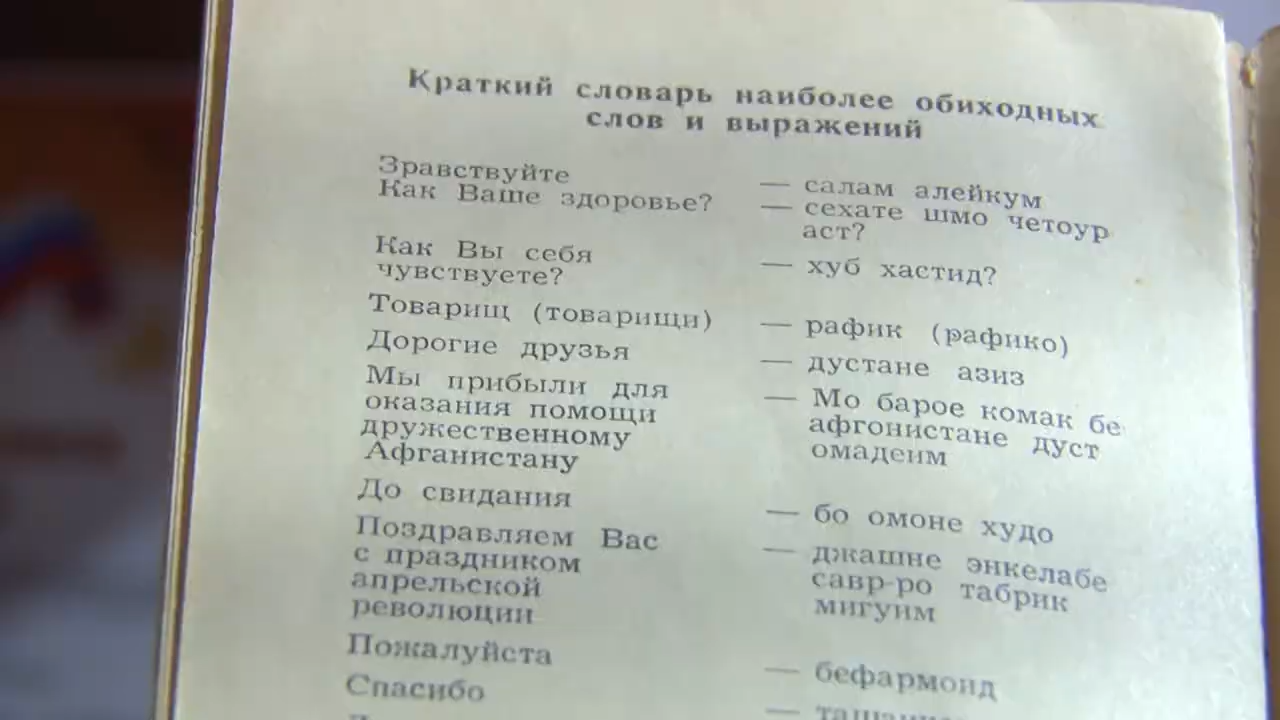 Краткий словарь наиболее обиходных
слов и выражений
Зравствуйте — салам алейкум
Как Ваше здоровье? — сехате шмо четоур
аст?
Как Вы себя
чувствуете? — хуб хастид?
Товарищ (товарищи) — рафик (рафико)
Дорогие друзья — дустане азиз
Мы прибыли для — Мо барое комак бе
оказания помощи афгонистане дуст
дружественному омадеим
Афганистану
До свидания — бо омоне худо
Поздравляем Вас — джашне энкелабе
с праздником савр-ро табрик
апрельской мигуим
революции
Пожалуйста — бефармоид
Спасибо